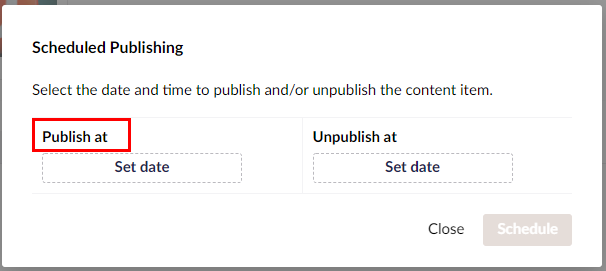 Scheduled Publishing
Select the date and time to publish and/or unpublish the content item.
Publish at
Unpublish at
Set date
Set date
Close
Schedule